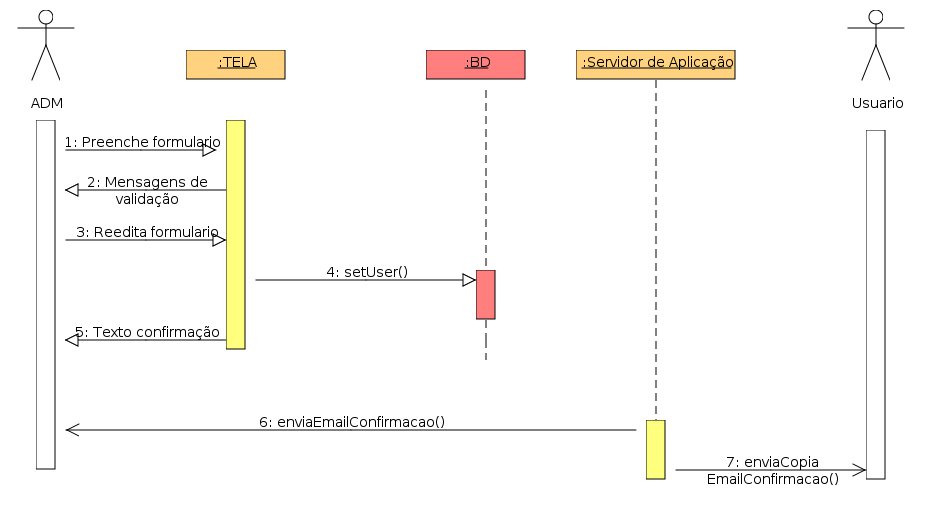 :TELA
:BD
:Servidor de Aplicação
ADM
Usuario
1: Preenche formulario
2: Mensagens de
validação
3: Reedita formulario
4: setUser()
5: Texto confirmação
6: enviaEmailConfirmacao()
7: enviaCopia
EmailConfirmacao()